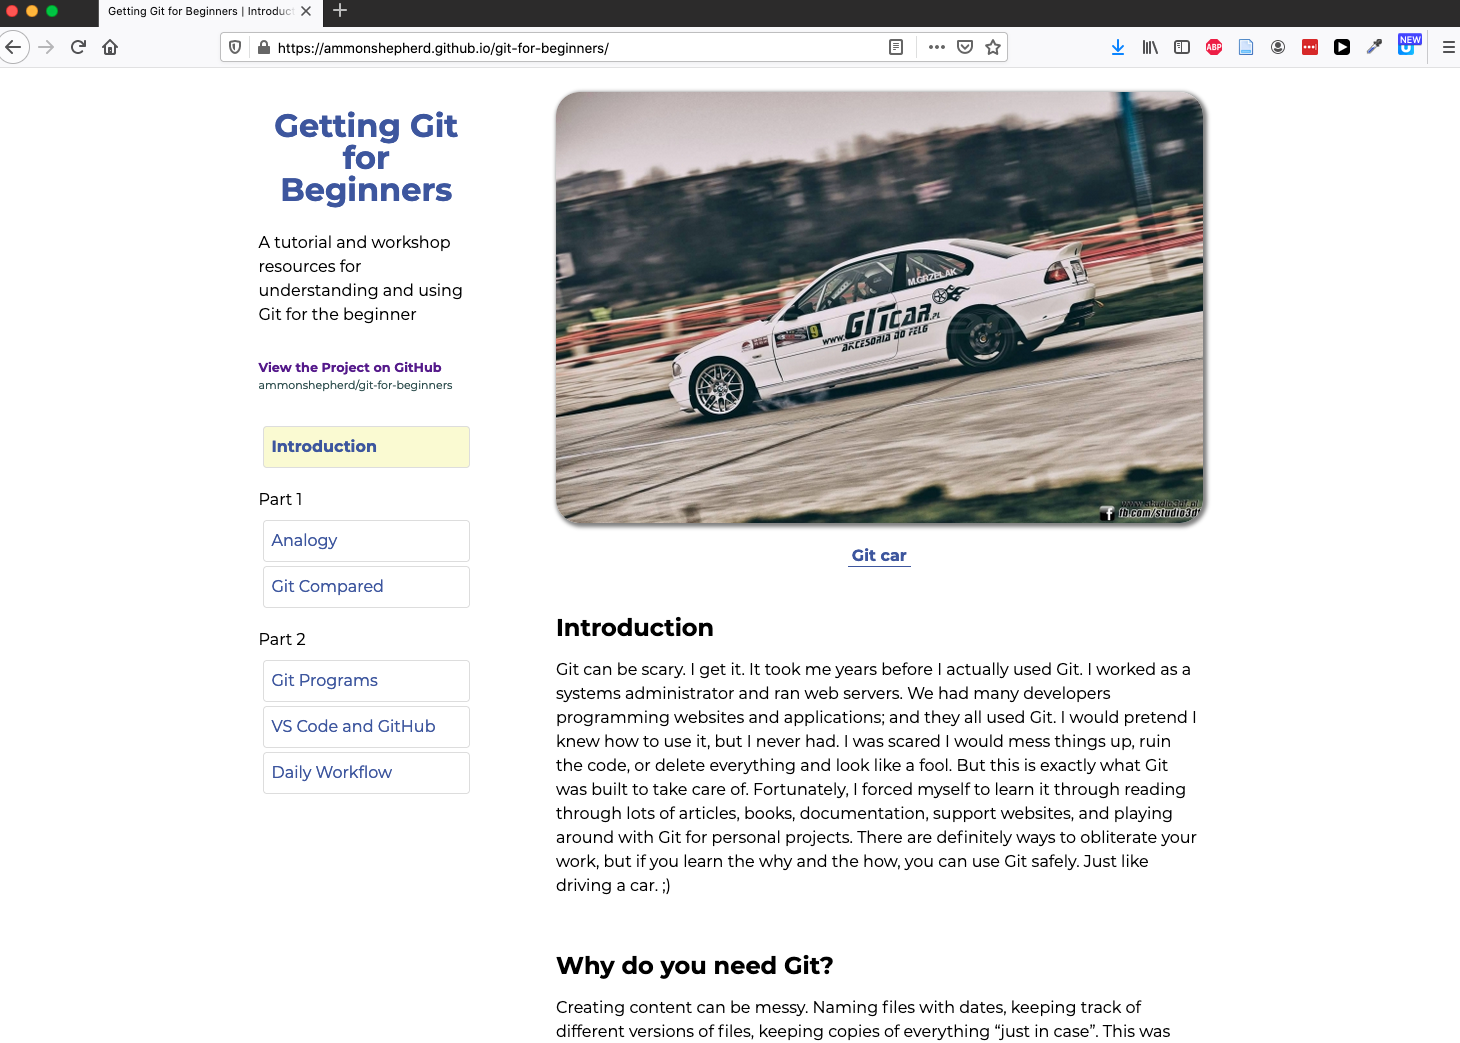 Getting Git for Beginners | Introduct
https://ammonshepherd.github.io/git-for-beginners/
ABP
NEW
Getting Git
for
Beginners
A tutorial and workshop
resources for
understanding and using
Git for the beginner
View the Project on GitHub
ammonshepherd/git-for-beginners
Introduction
Part 1
Analogy
Git Compared
Part 2
Git Programs
VS Code and GitHub
Daily Workflow
M.GRZELAK
9
www.GITcar.PL
AKCESORIA DO FELG
www.studio3df.pl
fb.com/studio3df
Git car
Introduction
Git can be scary. I get it. It took me years before I actually used Git. I worked as a
systems administrator and ran web servers. We had many developers
programming websites and applications; and they all used Git. I would pretend I
knew how to use it, but I never had. I was scared I would mess things up, ruin
the code, or delete everything and look like a fool. But this is exactly what Git
was built to take care of. Fortunately, I forced myself to learn it through reading
through lots of articles, books, documentation, support websites, and playing
around with Git for personal projects. There are definitely ways to obliterate your
work, but if you learn the why and the how, you can use Git safely. Just like
driving a car. ;)
Why do you need Git?
Creating content can be messy. Naming files with dates, keeping track of
different versions of files, keeping copies of everything “just in case”. This was